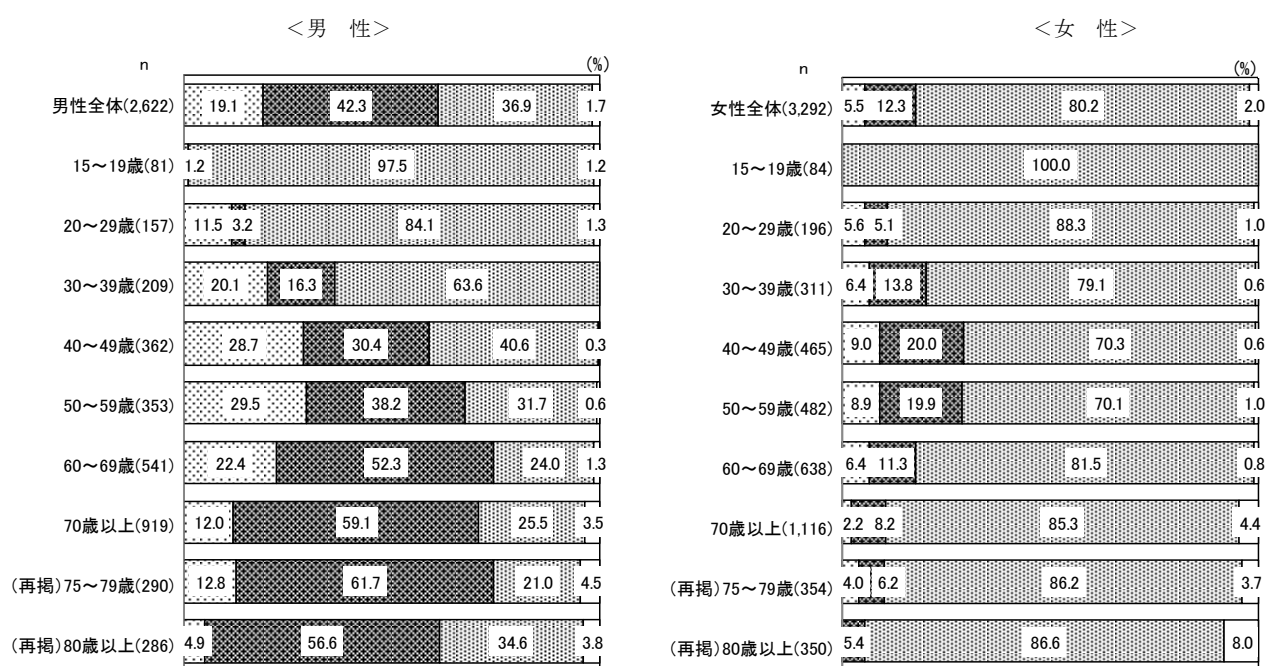 ＜男　性＞
n (%)
男性全体(2,622) 19.1 42.3 36.9 1.7
15～19歳(81) 1.2 97.5 1.2
20～29歳(157) 11.5 3.2 84.1 1.3
30～39歳(209) 20.1 16.3 63.6
40～49歳(362) 28.7 30.4 40.6 0.3
50～59歳(353) 29.5 38.2 31.7 0.6
60～69歳(541) 22.4 52.3 24.0 1.3
70歳以上(919) 12.0 59.1 25.5 3.5
(再掲)75～79歳(290) 12.8 61.7 21.0 4.5
(再掲)80歳以上(286) 4.9 56.6 34.6 3.8
＜女　性＞
n (%)
女性全体(3,292) 5.5 12.3 80.2 2.0
15～19歳(84) 100.0
20～29歳(196) 5.6 5.1 88.3 1.0
30～39歳(311) 6.4 13.8 79.1 0.6
40～49歳(465) 9.0 20.0 70.3 0.6
50～59歳(482) 8.9 19.9 70.1 1.0
60～69歳(638) 6.4 11.3 81.5 0.8
70歳以上(1,116) 2.2 8.2 85.3 4.4
(再掲)75～79歳(354) 4.0 6.2 86.2 3.7
(再掲)80歳以上(350) 5.4 86.6 8.0